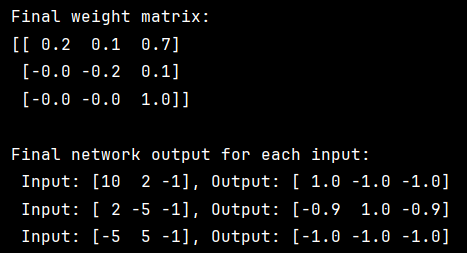 Final weight matrix:
[[ 0.2  0.1  0.7]
 [-0.0 -0.2  0.1]
 [-0.0 -0.0  1.0]]

Final network output for each input:
 Input: [10  2 -1], Output: [ 1.0 -1.0 -1.0]
 Input: [ 2 -5 -1], Output: [-0.9  1.0 -0.9]
 Input: [-5  5 -1], Output: [-1.0 -1.0 -1.0]